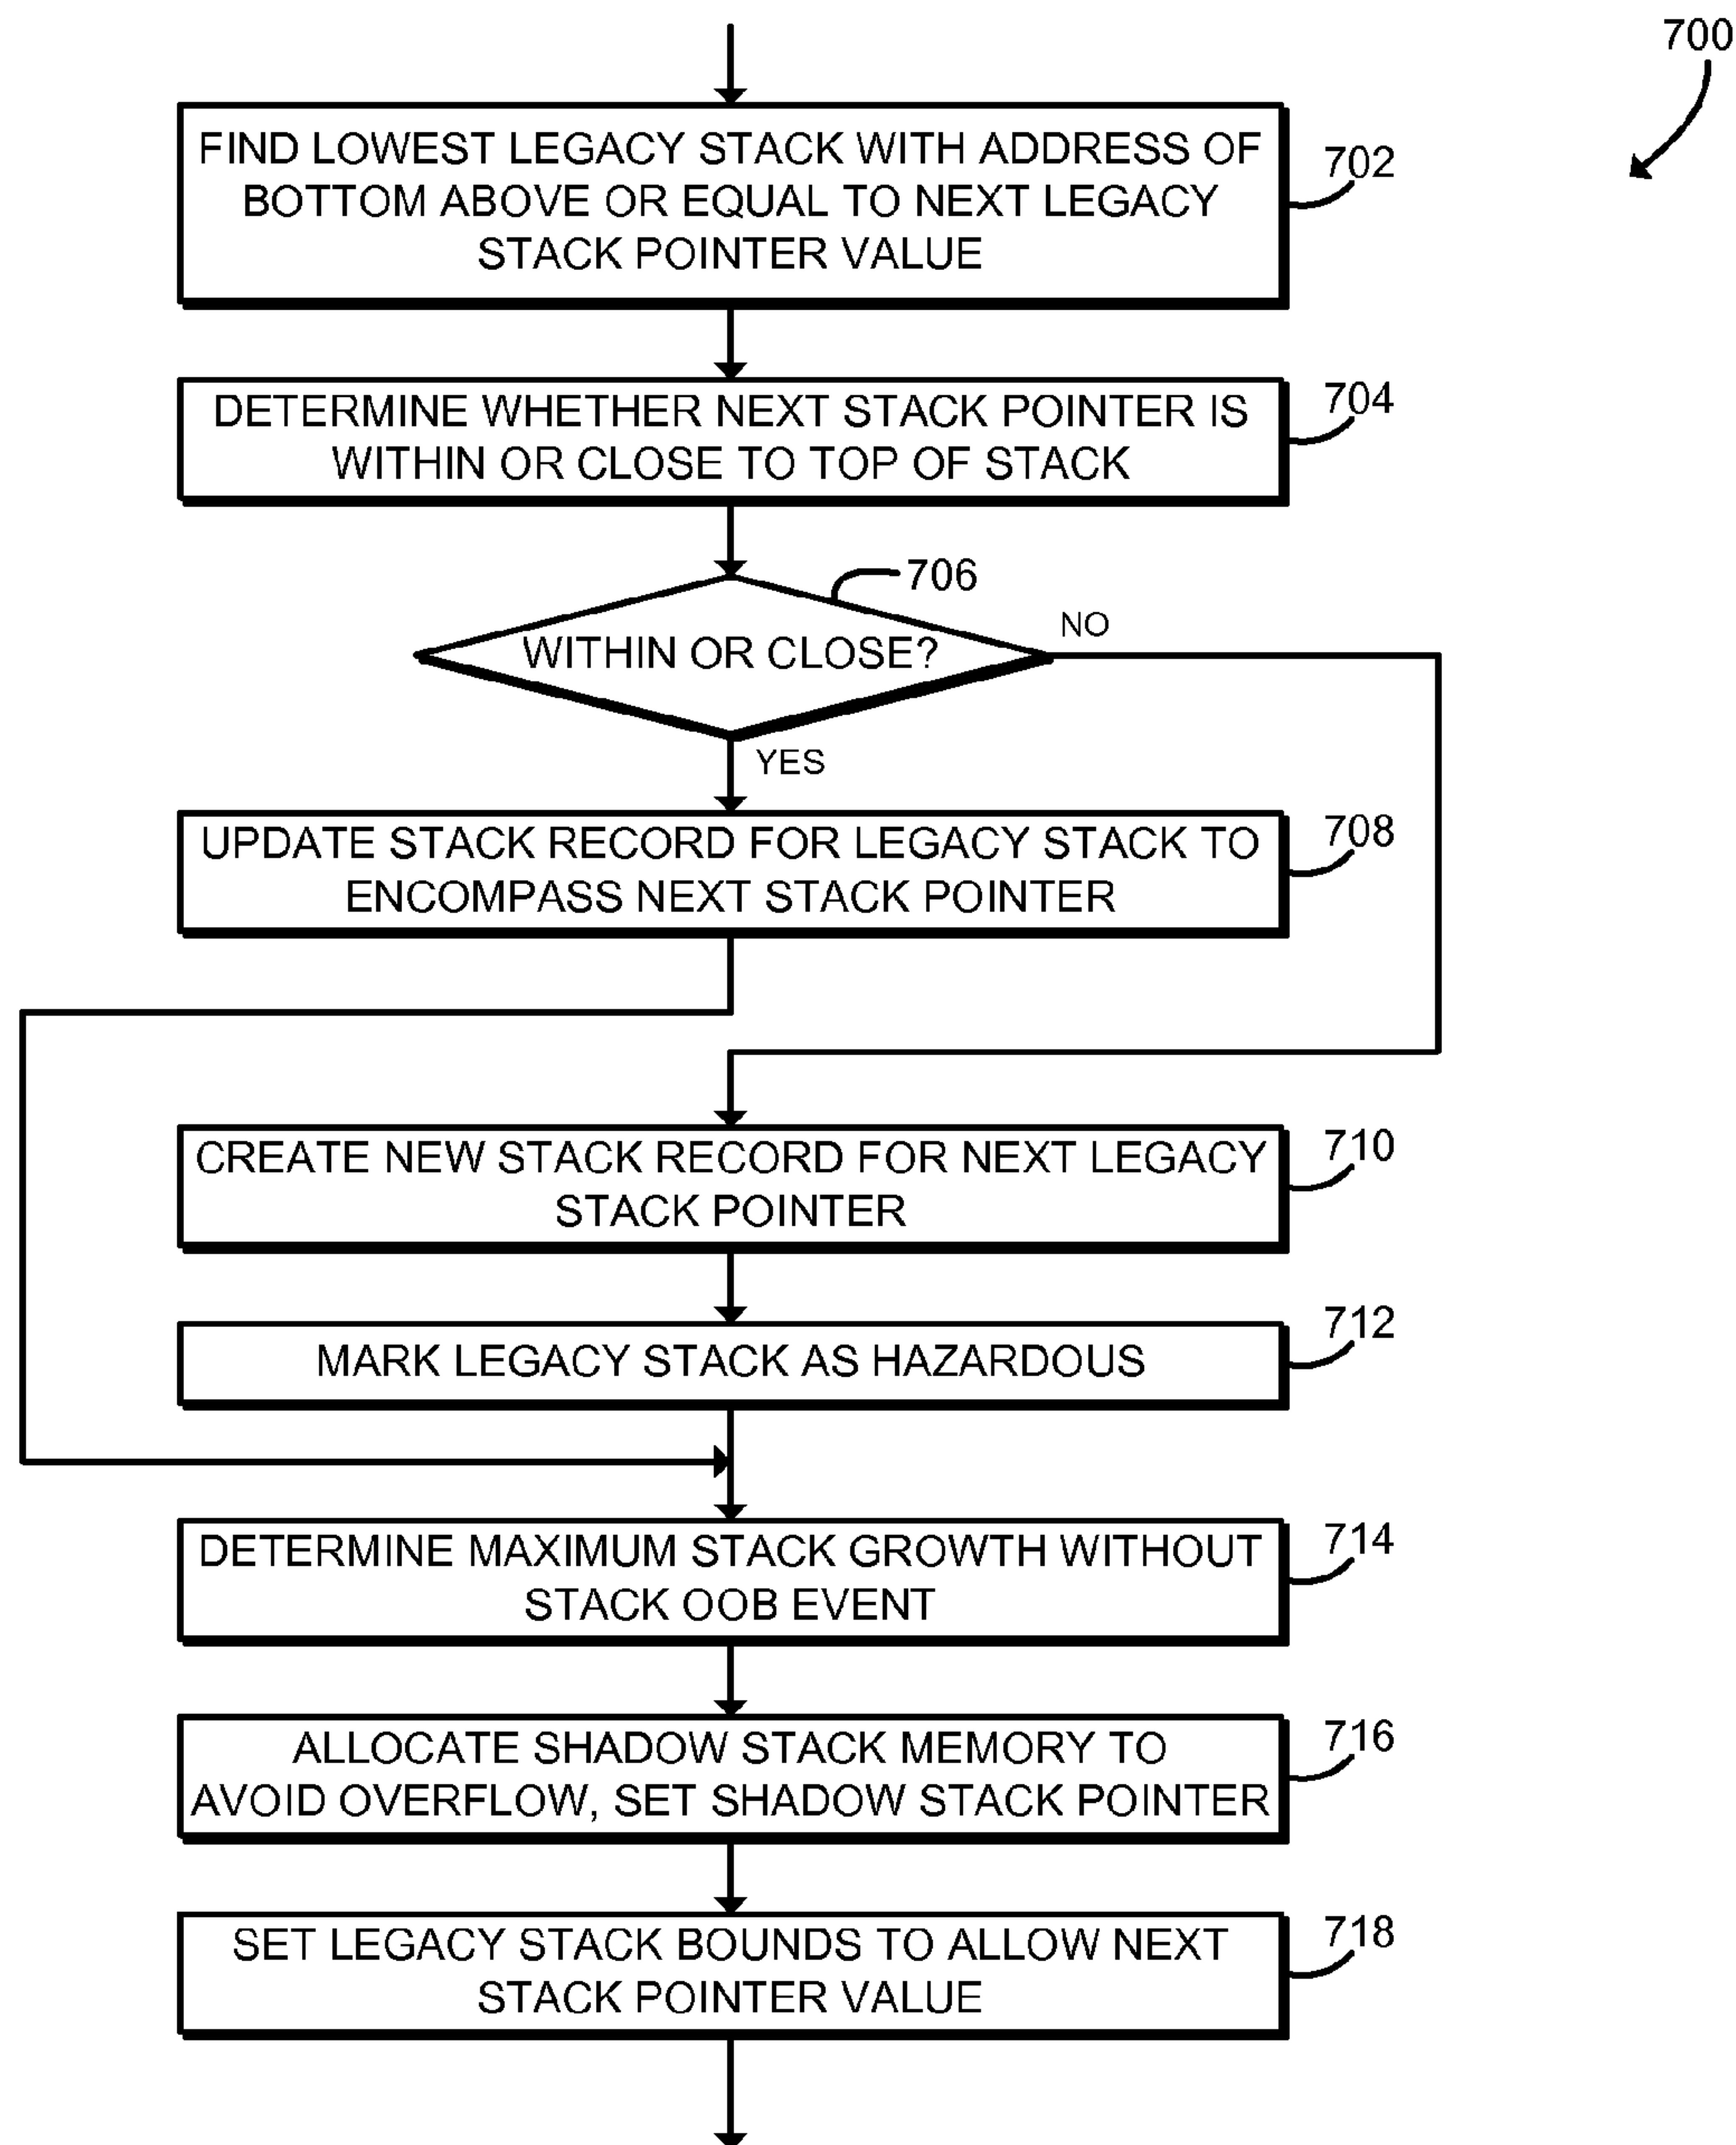 700
FIND LOWEST LEGACY STACK WITH ADDRESS OF
BOTTOM ABOVE OR EQUAL TO NEXT LEGACY
STACK POINTER VALUE
702
DETERMINE WHETHER NEXT STACK POINTER IS
WITHIN OR CLOSE TO TOP OF STACK
704
706
WITHIN OR CLOSE?
NO
YES
UPDATE STACK RECORD FOR LEGACY STACK TO
ENCOMPASS NEXT STACK POINTER
708
CREATE NEW STACK RECORD FOR NEXT LEGACY
STACK POINTER
710
MARK LEGACY STACK AS HAZARDOUS
712
DETERMINE MAXIMUM STACK GROWTH WITHOUT
STACK OOB EVENT
714
ALLOCATE SHADOW STACK MEMORY TO
AVOID OVERFLOW, SET SHADOW STACK POINTER
716
SET LEGACY STACK BOUNDS TO ALLOW NEXT
STACK POINTER VALUE
718